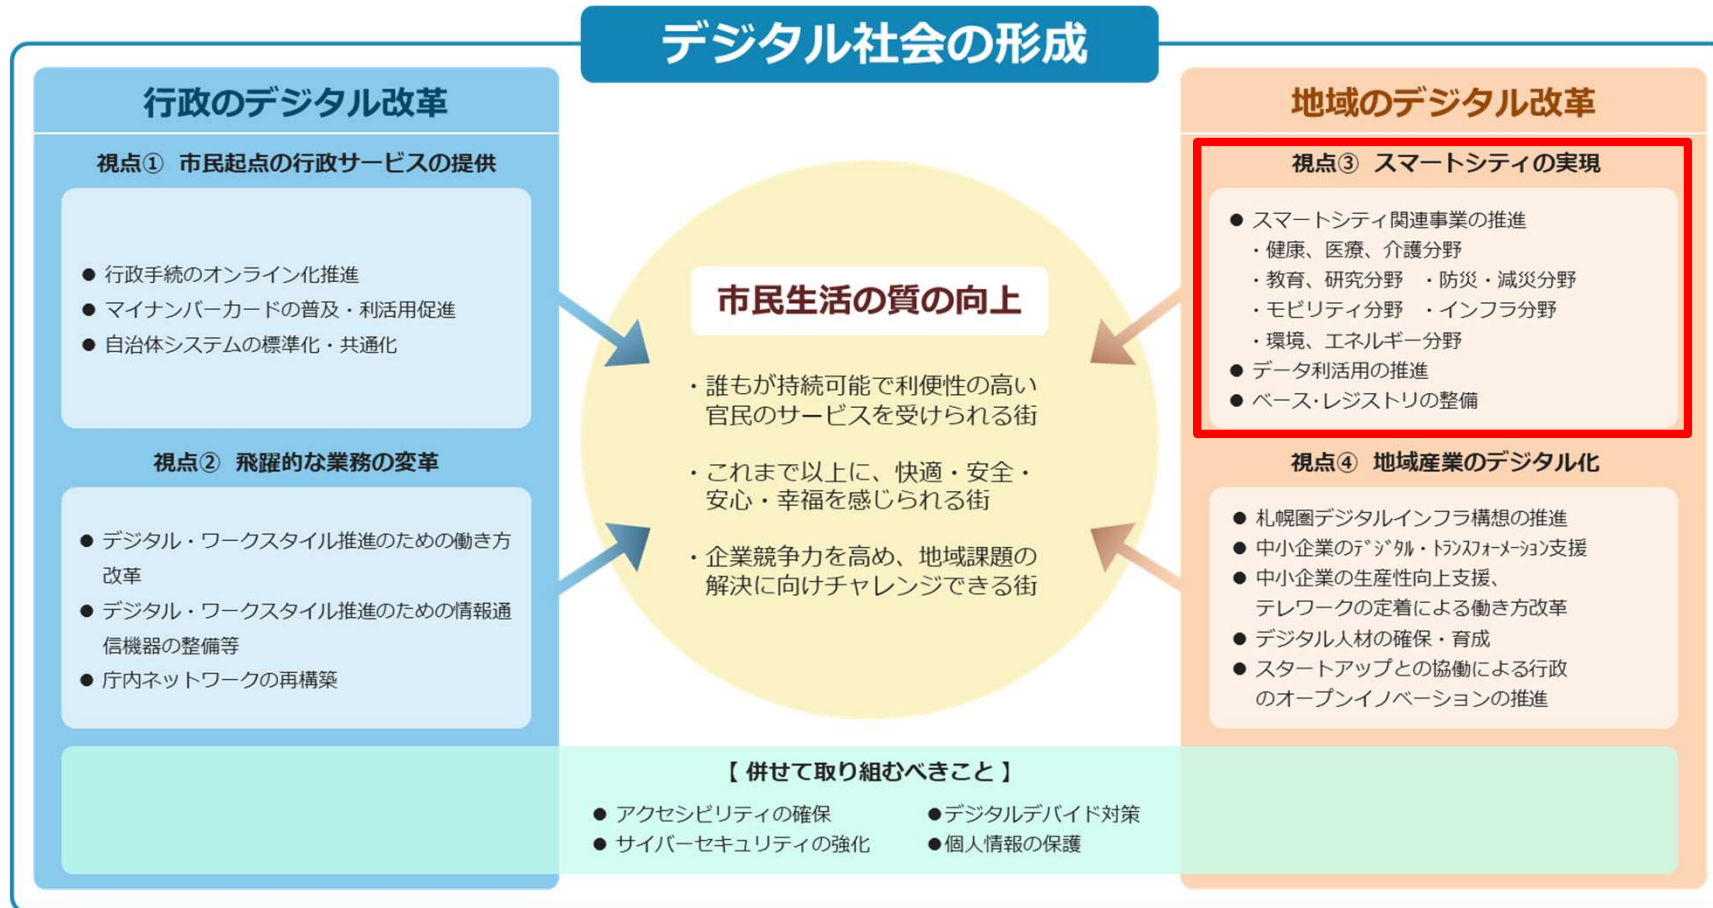 デジタル社会の形成
行政のデジタル改革
視点① 市民起点の行政サービスの提供
● 行政手続のオンライン化推進
● マイナンバーカードの普及・利活用促進
● 自治体システムの標準化・共通化
視点② 飛躍的な業務の変革
● デジタル・ワークスタイル推進のための働き方
改革
● デジタル・ワークスタイル推進のための情報通
信機器の整備等
● 庁内ネットワークの再構築
市民生活の質の向上
・誰もが持続可能で利便性の高い
官民のサービスを受けられる街
・これまで以上に、快適・安全・
安心・幸福を感じられる街
・企業競争力を高め、地域課題の
解決に向けチャレンジできる街
地域のデジタル改革
視点③ スマートシティの実現
● スマートシティ関連事業の推進
・健康、医療、介護分野
・教育、研究分野 ・防災・減災分野
・モビリティ分野 ・インフラ分野
・環境、エネルギー分野
● データ利活用の推進
● ベース・レジストリの整備
視点④ 地域産業のデジタル化
● 札幌圏デジタルインフラ構想の推進
● 中小企業のﾃﾞｼﾞﾀﾙ・ﾄﾗﾝｽﾌｫｰﾒｰｼｮﾝ支援
● 中小企業の生産性向上支援、
テレワークの定着による働き方改革
● デジタル人材の確保・育成
● スタートアップとの協働による行政
のオープンイノベーションの推進
【 併せて取り組むべきこと 】
● アクセシビリティの確保 ●デジタルデバイド対策
● サイバーセキュリティの強化 ●個人情報の保護